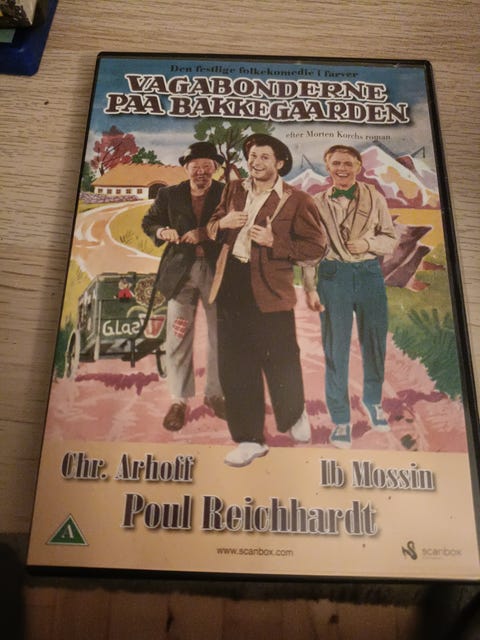 Den festlige folkekomedie i farver
VAGABONDERNE
PAA BAKKEGAARDEN
efter Morten Korchs roman
Glas
Chr. Arhoff
Ib Mossin
Poul Reichhardt
A
www.scanbox.com
scanbox